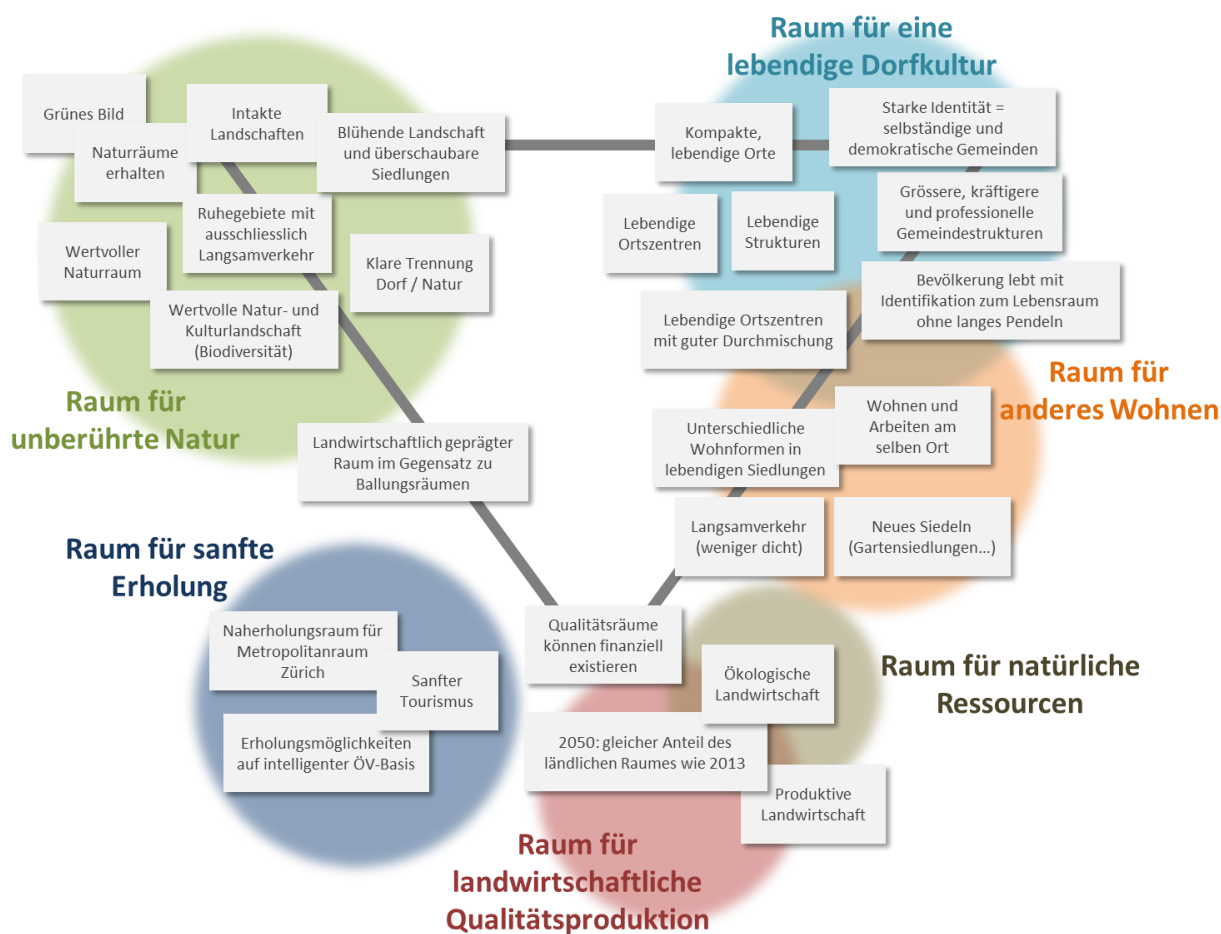 Raum für eine
lebendige Dorfkultur
Grünes Bild
Intakte
Landschaften
Naturräume
erhalten
Blühende Landschaft
und überschaubare
Siedlungen
Kompakte,
lebendige Orte
Starke Identität =
selbständige und
demokratische Gemeinden
Wertvoller
Naturraum
Ruhegebiete mit
ausschliesslich
Langsamverkehr
Klare Trennung
Dorf / Natur
Lebendige
Ortszentren
Lebendige
Strukturen
Grössere, kräftigere
und professionelle
Gemeindestrukturen
Wertvolle Natur- und
Kulturlandschaft
(Biodiversität)
Lebendige Ortszentren
mit guter Durchmischung
Bevölkerung lebt mit
Identifikation zum Lebensraum
ohne langes Pendeln
Raum für
unberührte Natur
Raum für
anderes Wohnen
Landwirtschaftlich geprägter
Raum im Gegensatz zu
Ballungsräumen
Unterschiedliche
Wohnformen in
lebendigen Siedlungen
Wohnen und
Arbeiten am
selben Ort
Langsamverkehr
(weniger dicht)
Neues Siedeln
(Gartensiedlungen...)
Raum für sanfte
Erholung
Naherholungsraum für
Metropolitanraum
Zürich
Sanfter
Tourismus
Erholungsmöglichkeiten
auf intelligenter ÖV-Basis
Qualitätsräume
können finanziell
existieren
Ökologische
Landwirtschaft
Raum für natürliche
Ressourcen
2050: gleicher Anteil des
ländlichen Raumes wie 2013
Produktive
Landwirtschaft
Raum für
landwirtschaftliche
Qualitätsproduktion